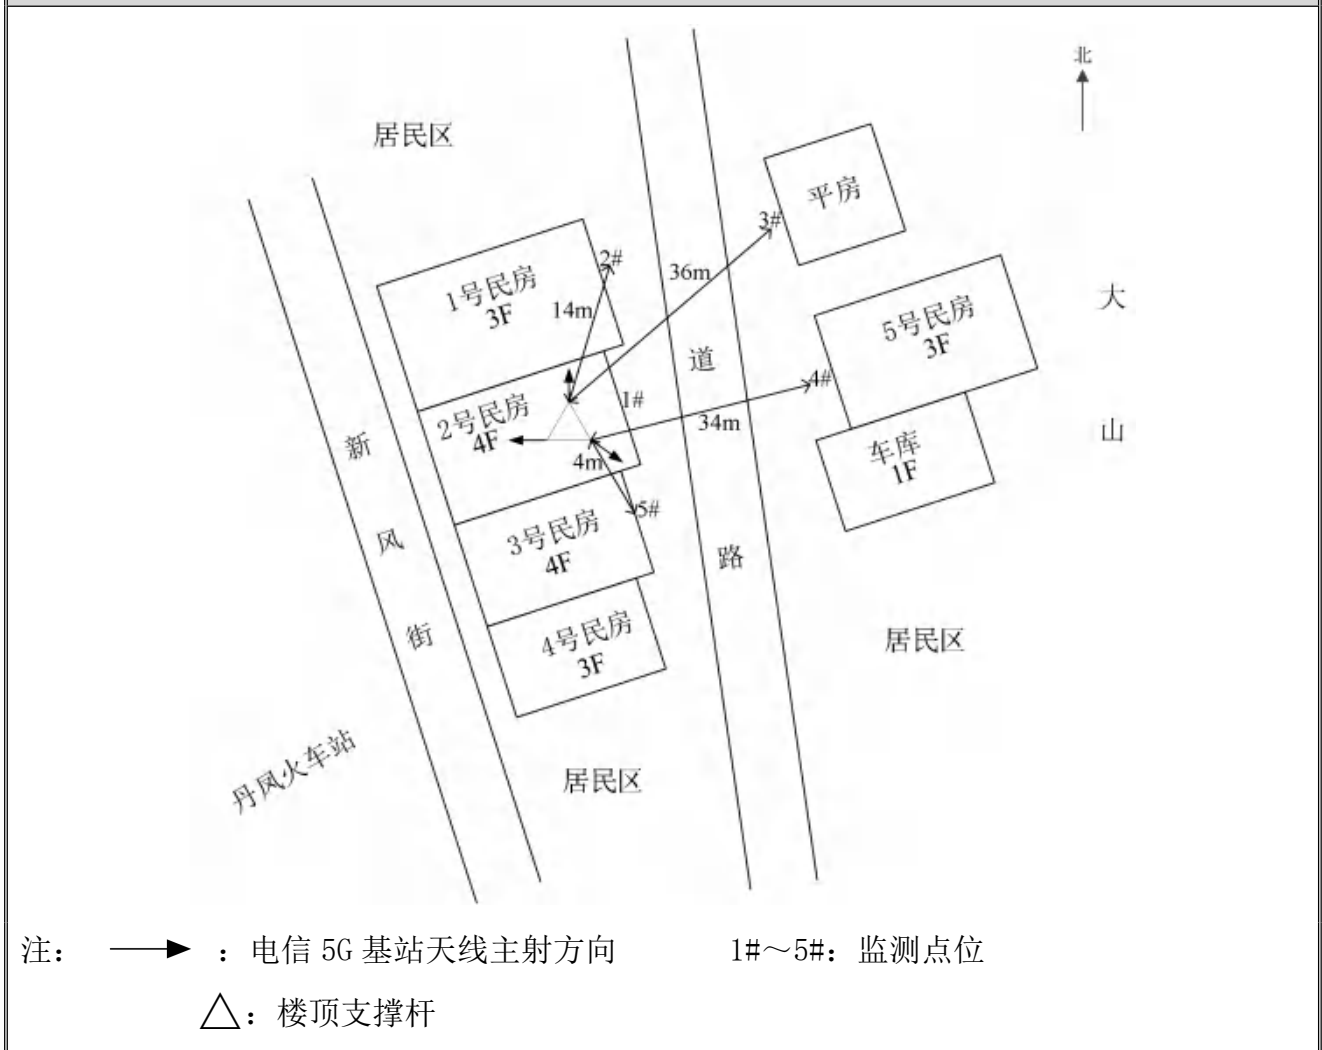 北
居民区
平房
3#
2#
1号民房
3F
36m
14m
大
5号民房
3F
道
4#
1#
2号民房
4F
34m
山
新
车库
1F
4m
5#
3号民房
4F
风
路
街
4号民房
3F
居民区
丹凤火车站
居民区
注： ：电信 5G 基站天线主射方向 1#～5#：监测点位
：楼顶支撑杆